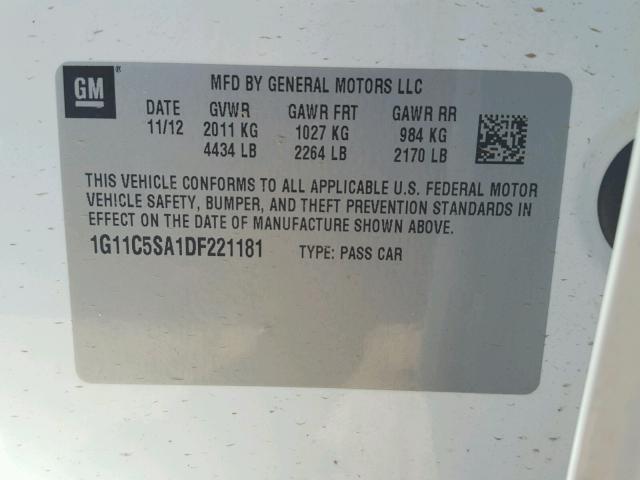 GM ® MFD BY GENERAL MOTORS LLC
DATE GVWR GAWR FRT GAWR RR
11/12 2011 KG 1027 KG 984 KG
4434 LB 2264 LB 2170 LB
THIS VEHICLE CONFORMS TO ALL APPLICABLE U.S. FEDERAL MOTOR
VEHICLE SAFETY, BUMPER, AND THEFT PREVENTION STANDARDS IN
EFFECT ON THE DATE OF MANUFACTURE SHOWN ABOVE.
1G11C5SA1DF221181 TYPE: PASS CAR